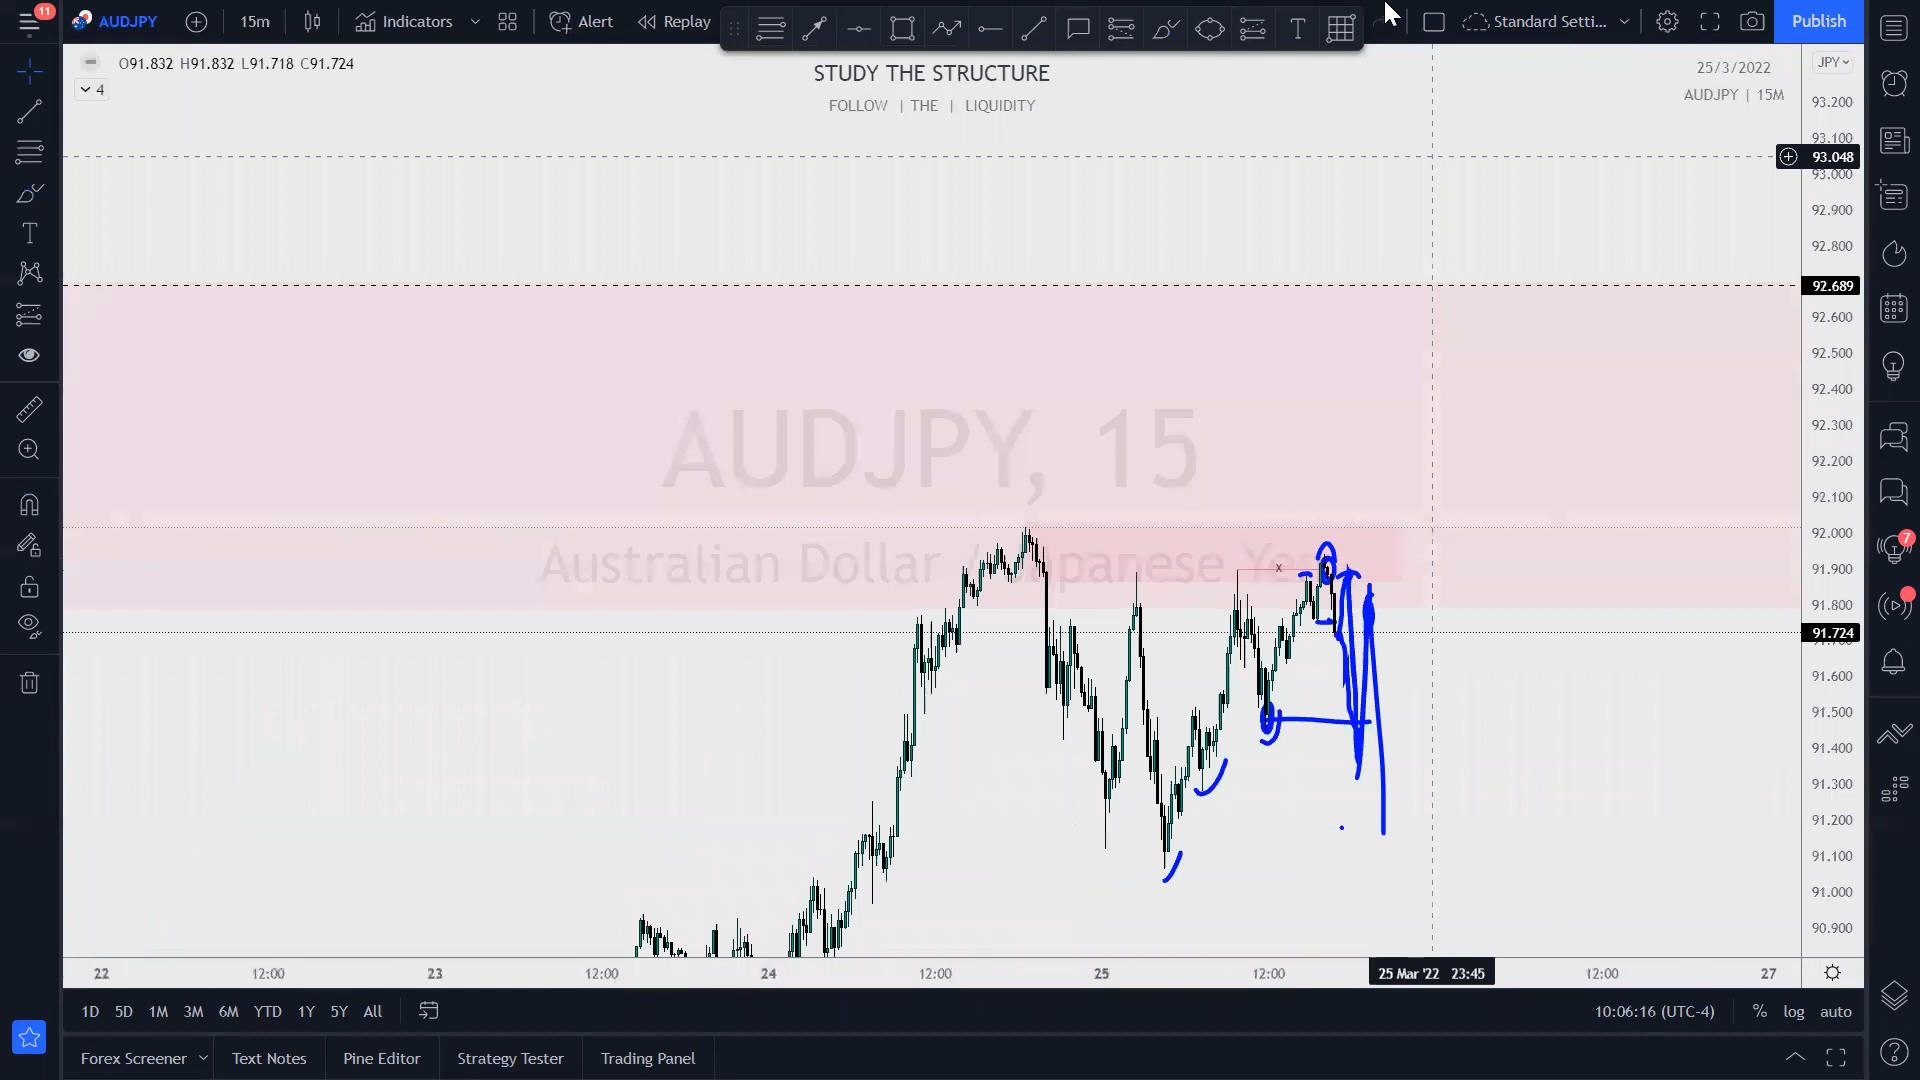 11
AUDJPY
15m
Indicators
Alert
Replay
Standard Setti...
Publish
O91.832 H91.832 L91.718 C91.724
4
STUDY THE STRUCTURE
FOLLOW | THE | LIQUIDITY
25/3/2022
AUDJPY | 15M
JPY
93.200
93.100
93.048
93.000
92.900
92.800
92.689
92.600
92.500
92.400
92.300
92.200
92.100
92.000
91.900
91.800
91.724
91.600
91.500
91.400
91.300
91.200
91.100
91.000
90.900
AUDJPY, 15
Australian Dollar / Japanese Yen
X
7
22
12:00
23
12:00
24
12:00
25
12:00
25 Mar '22 23:45
12:00
27
1D 5D 1M 3M 6M YTD 1Y 5Y All
10:06:16 (UTC-4)
% log auto
Forex Screener
Text Notes
Pine Editor
Strategy Tester
Trading Panel